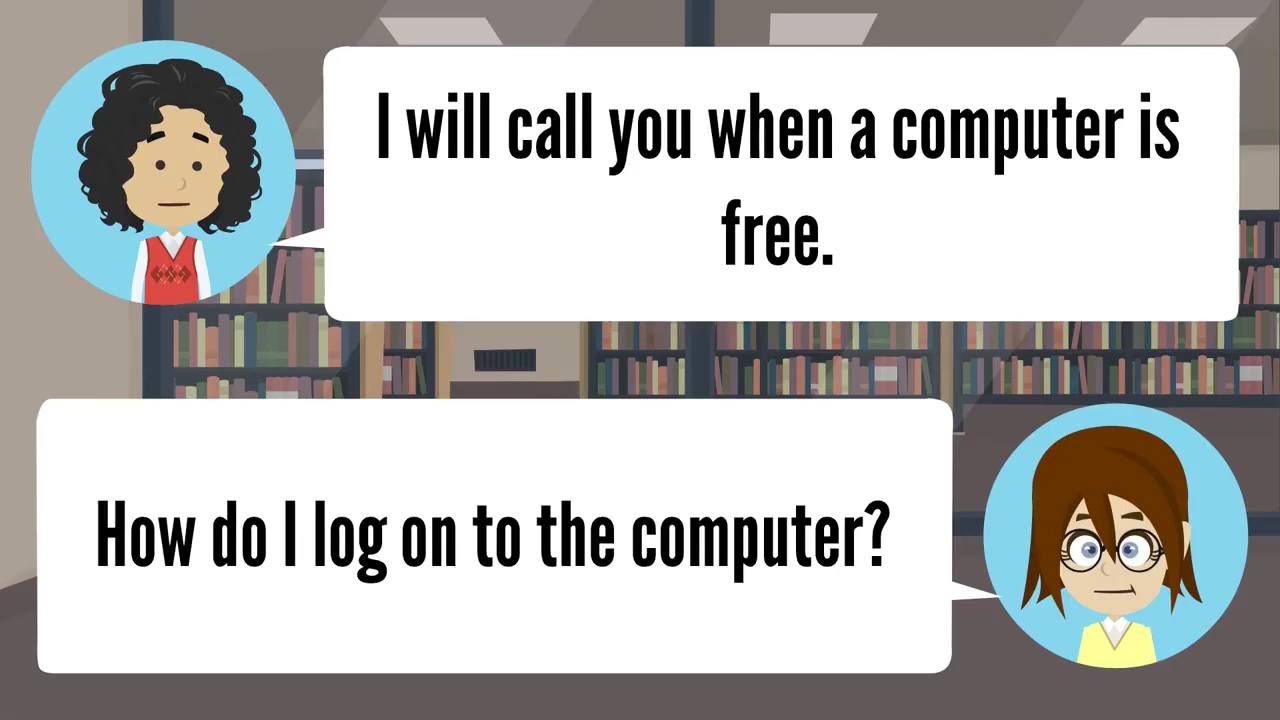 I will call you when a computer is
free.
How do I log on to the computer?